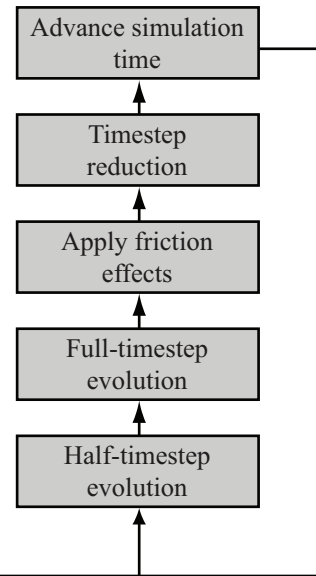 Advance simulation
time
Timestep
reduction
Apply friction
effects
Full-timestep
evolution
Half-timestep
evolution